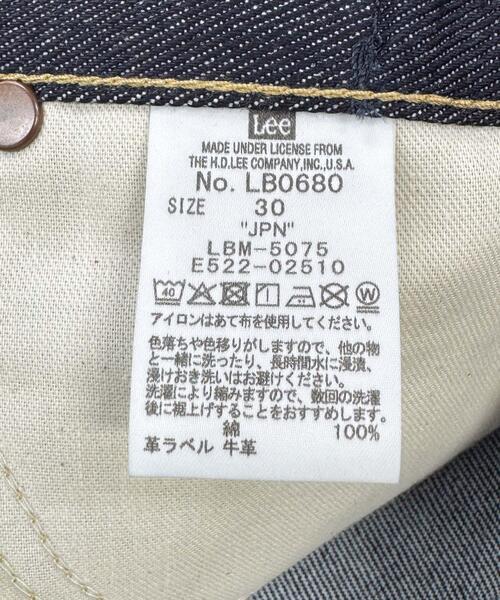 Lee
MADE UNDER LICENSE FROM
THE H.D.LEE COMPANY,INC.,U.S.A.
No. LB0680
SIZE 30
"JPN"
LBM-5075
E522-02510
40 W
アイロンはあて布を使用してください。
色落ちや色移りがしますので、他の物
と一緒に洗ったり、長時間水に浸漬、
浸けおき洗いはお避けください。
洗濯により縮みますので、数回の洗濯
後に裾上げすることをおすすめします。
綿 100%
革ラベル 牛革